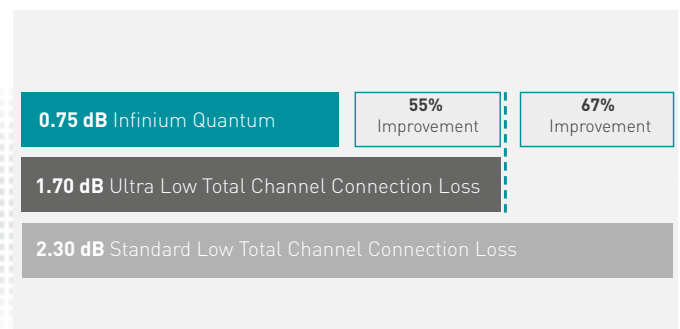 0.75 dB Infinium Quantum
55%
Improvement
67%
Improvement
1.70 dB Ultra Low Total Channel Connection Loss
2.30 dB Standard Low Total Channel Connection Loss